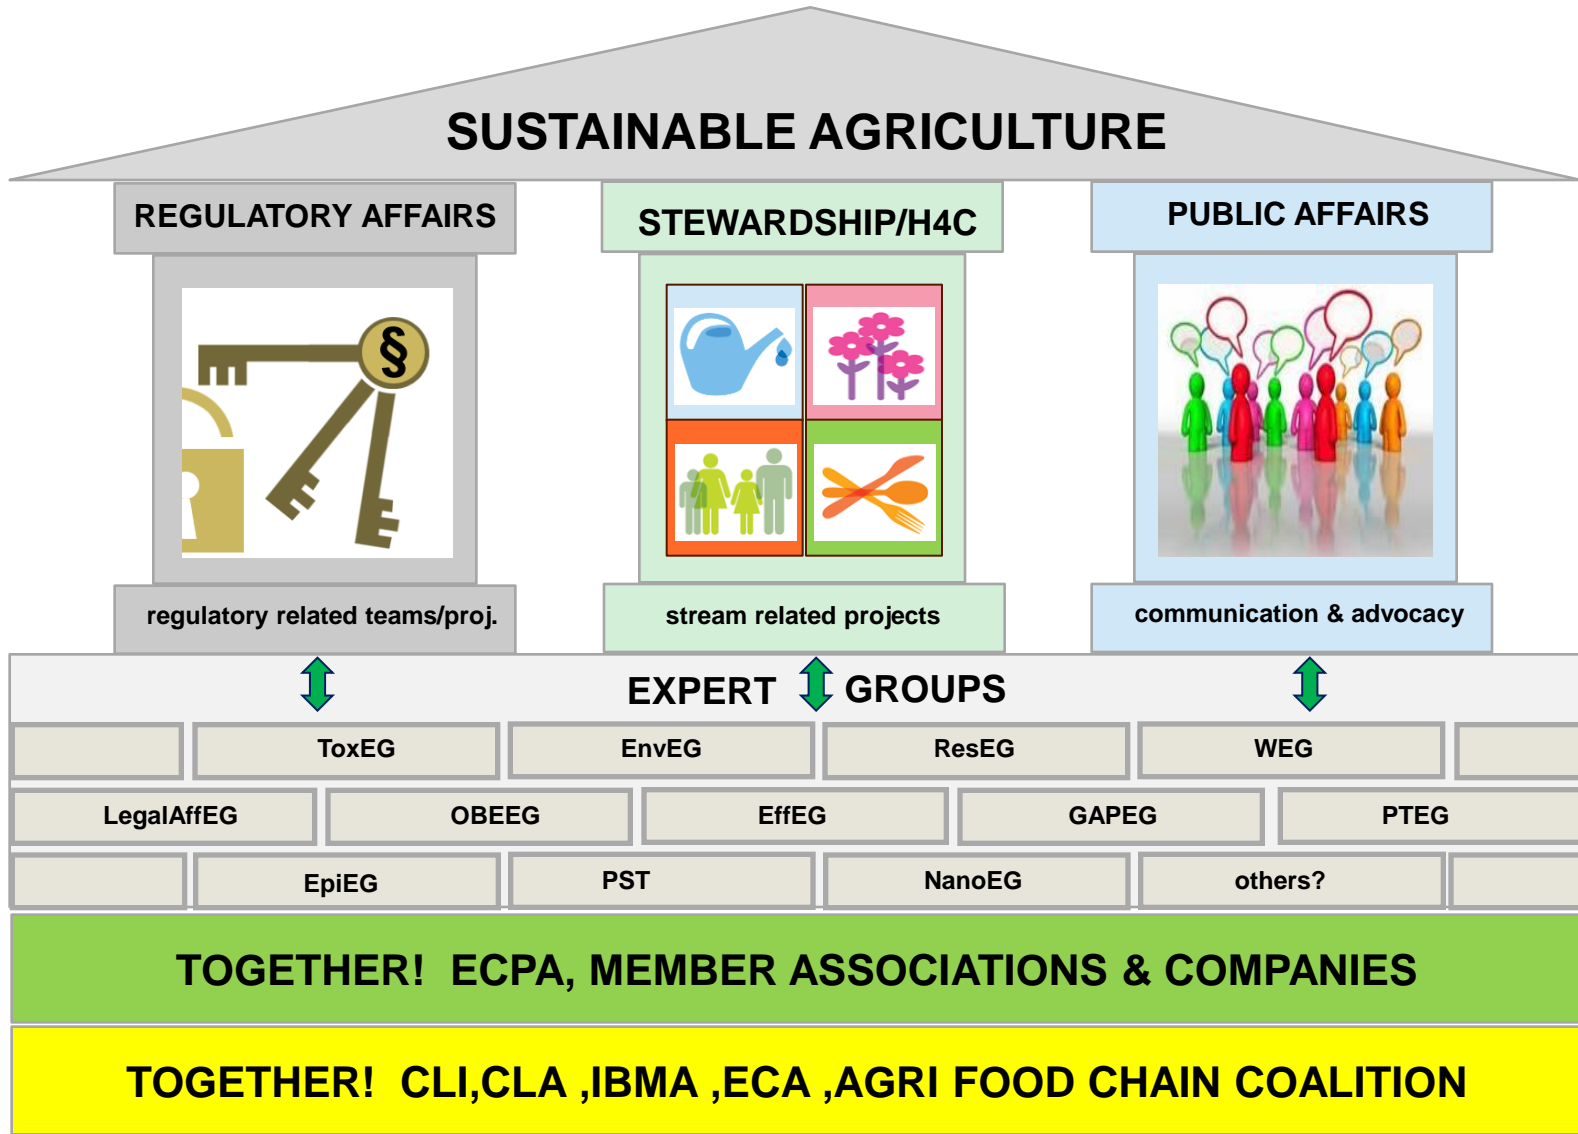 SUSTAINABLE AGRICULTURE
REGULATORY AFFAIRS
STEWARDSHIP/H4C
PUBLIC AFFAIRS
§
regulatory related teams/proj.
stream related projects
communication & advocacy
EXPERT GROUPS
ToxEG
EnvEG
ResEG
WEG
LegalAffEG
OBEEG
EffEG
GAPEG
PTEG
EpiEG
PST
NanoEG
others?
TOGETHER! ECPA, MEMBER ASSOCIATIONS & COMPANIES
TOGETHER! CLI,CLA ,IBMA ,ECA ,AGRI FOOD CHAIN COALITION